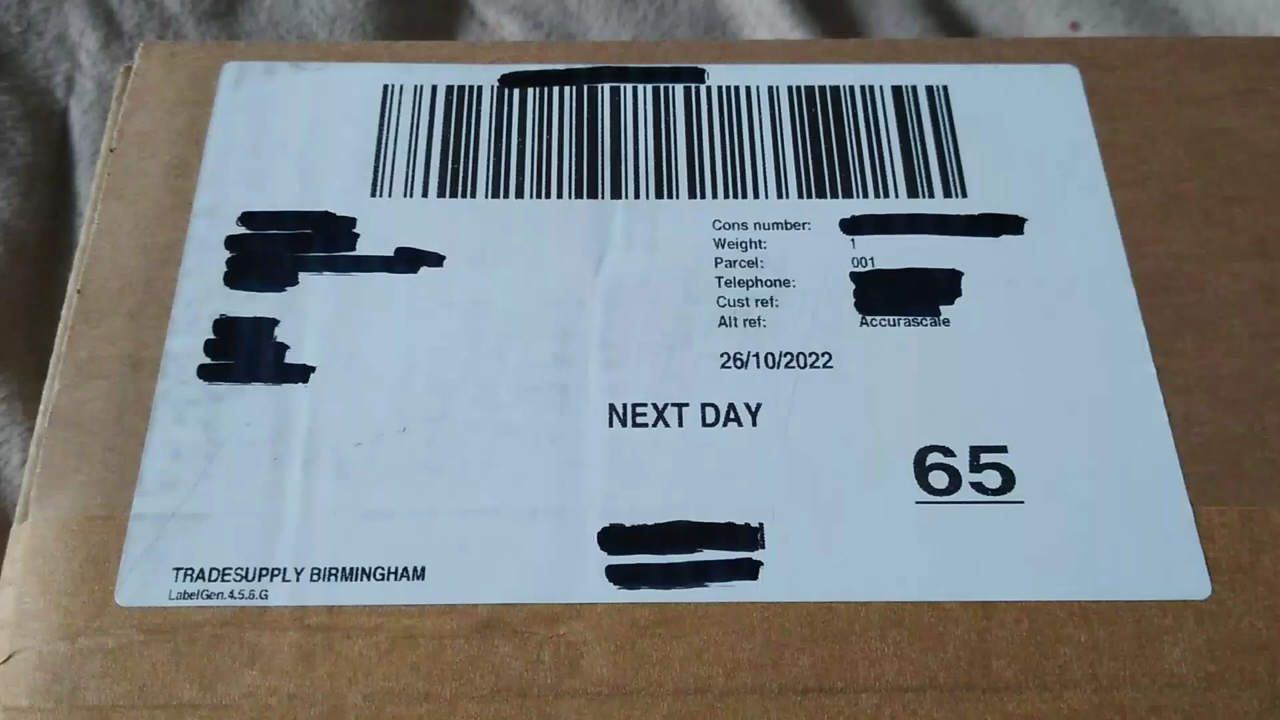 Cons number:
Weight: 1
Parcel: 001
Telephone:
Cust ref:
Alt ref: Accurascale
26/10/2022
NEXT DAY
65
TRADESUPPLY BIRMINGHAM
LabelGen.4.5.6.G